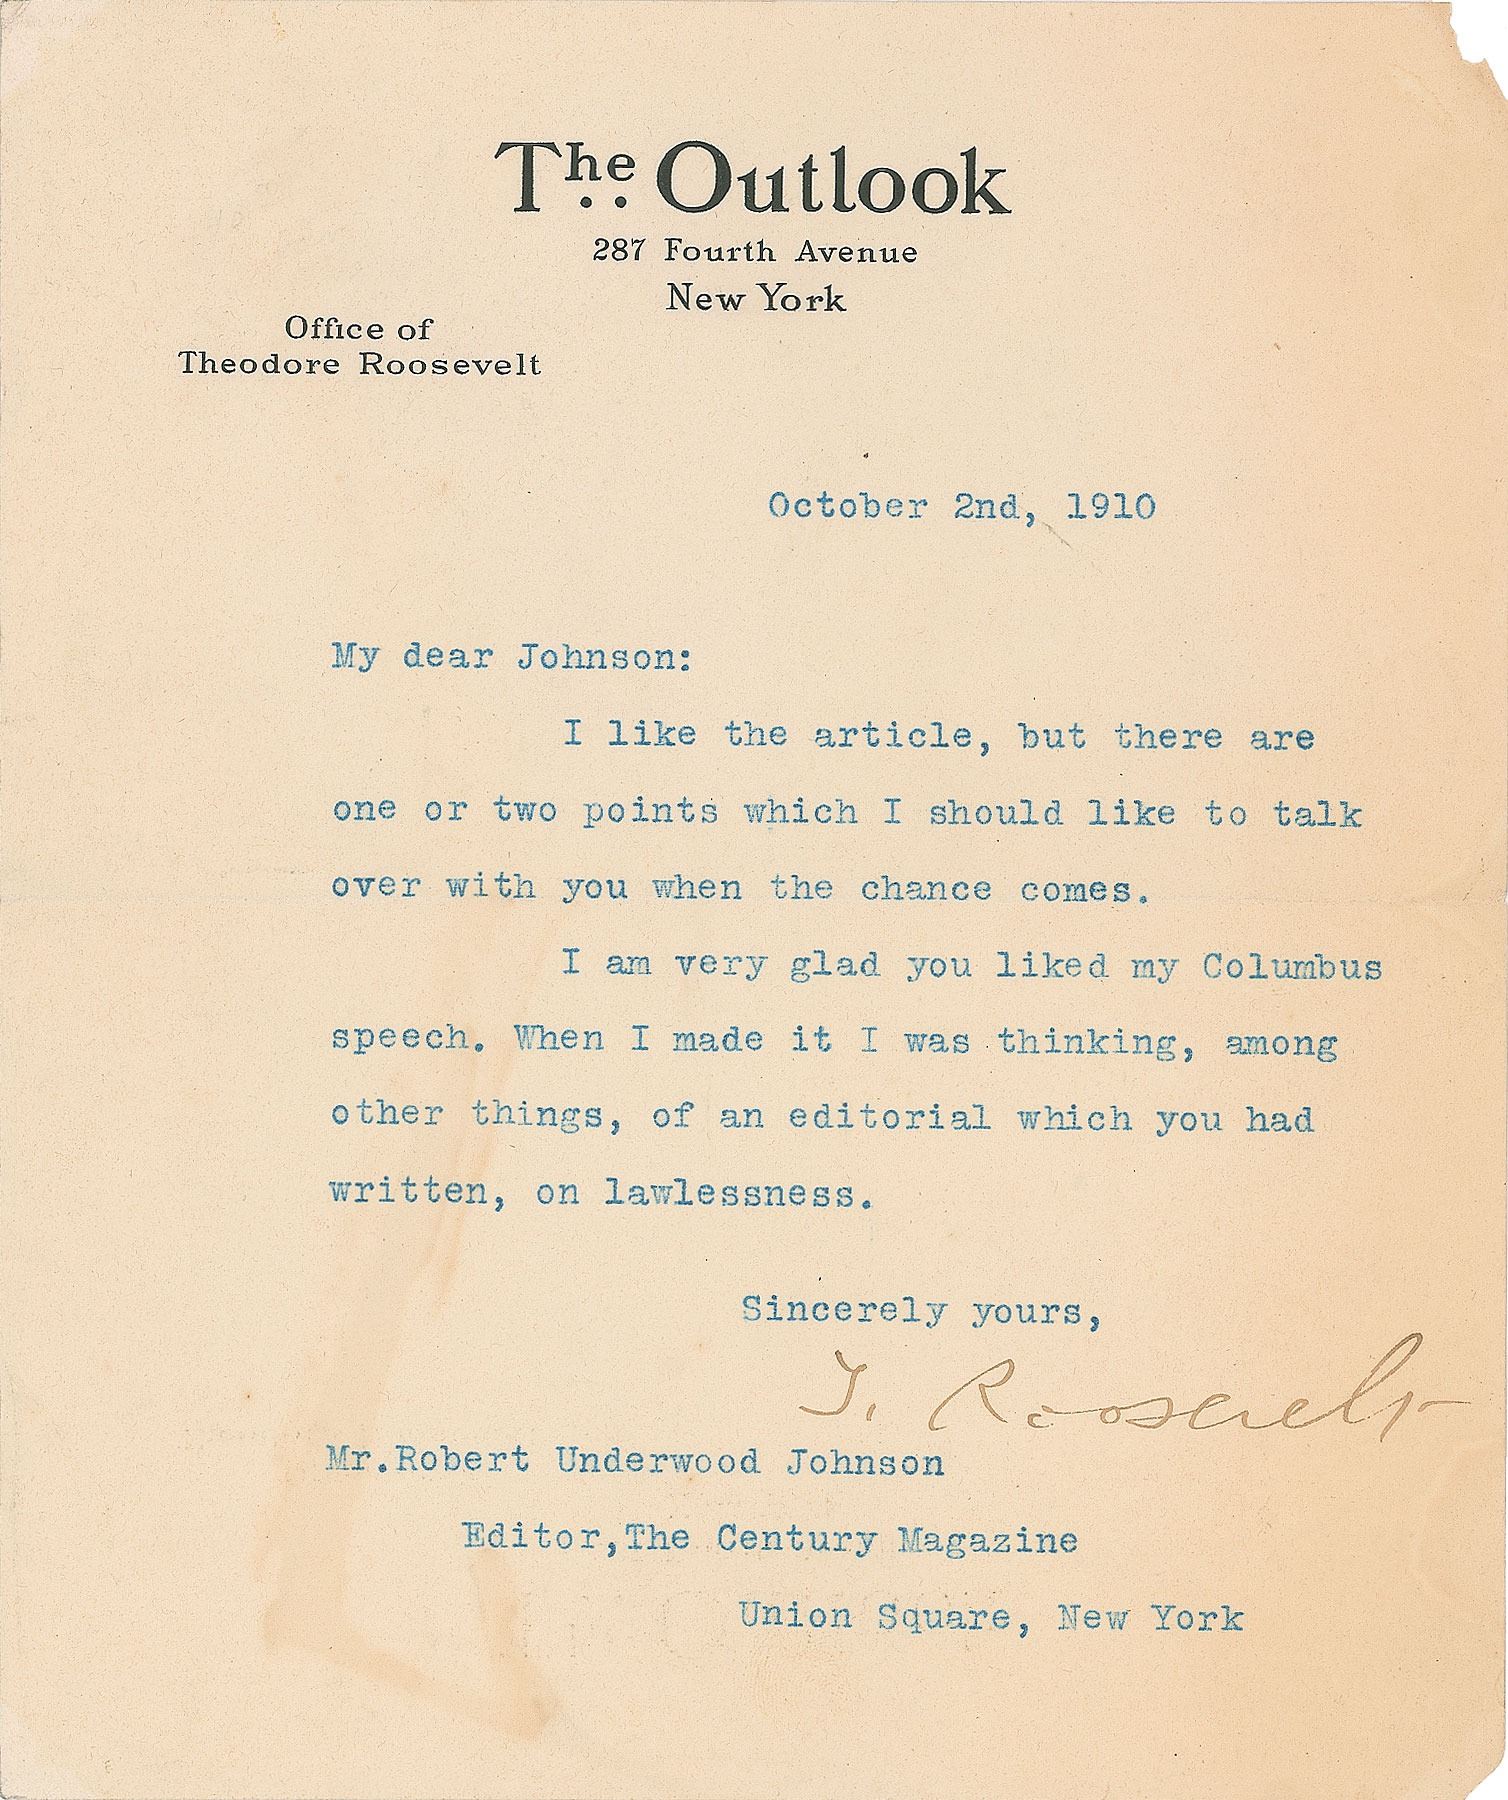 The Outlook
287 Fourth Avenue
New York
Office of
Theodore Roosevelt
October 2nd, 1910
My dear Johnson:
I like the article, but there are
one or two points which I should like to talk
over with you when the chance comes.
I am very glad you liked my Columbus
speech. When I made it I was thinking, among
other things, of an editorial which you had
written, on lawlessness.
Sincerely yours,
T. Roosevelt
Mr.Robert Underwood Johnson
Editor,The Century Magazine
Union Square, New York